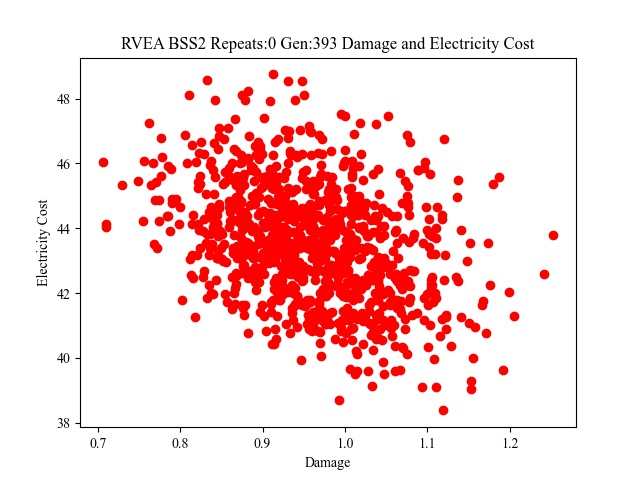 RVEA BSS2 Repeats:0 Gen:393 Damage and Electricity Cost
48
46
44
42
40
38
Electricity Cost
0.7 0.8 0.9 1.0 1.1 1.2
Damage